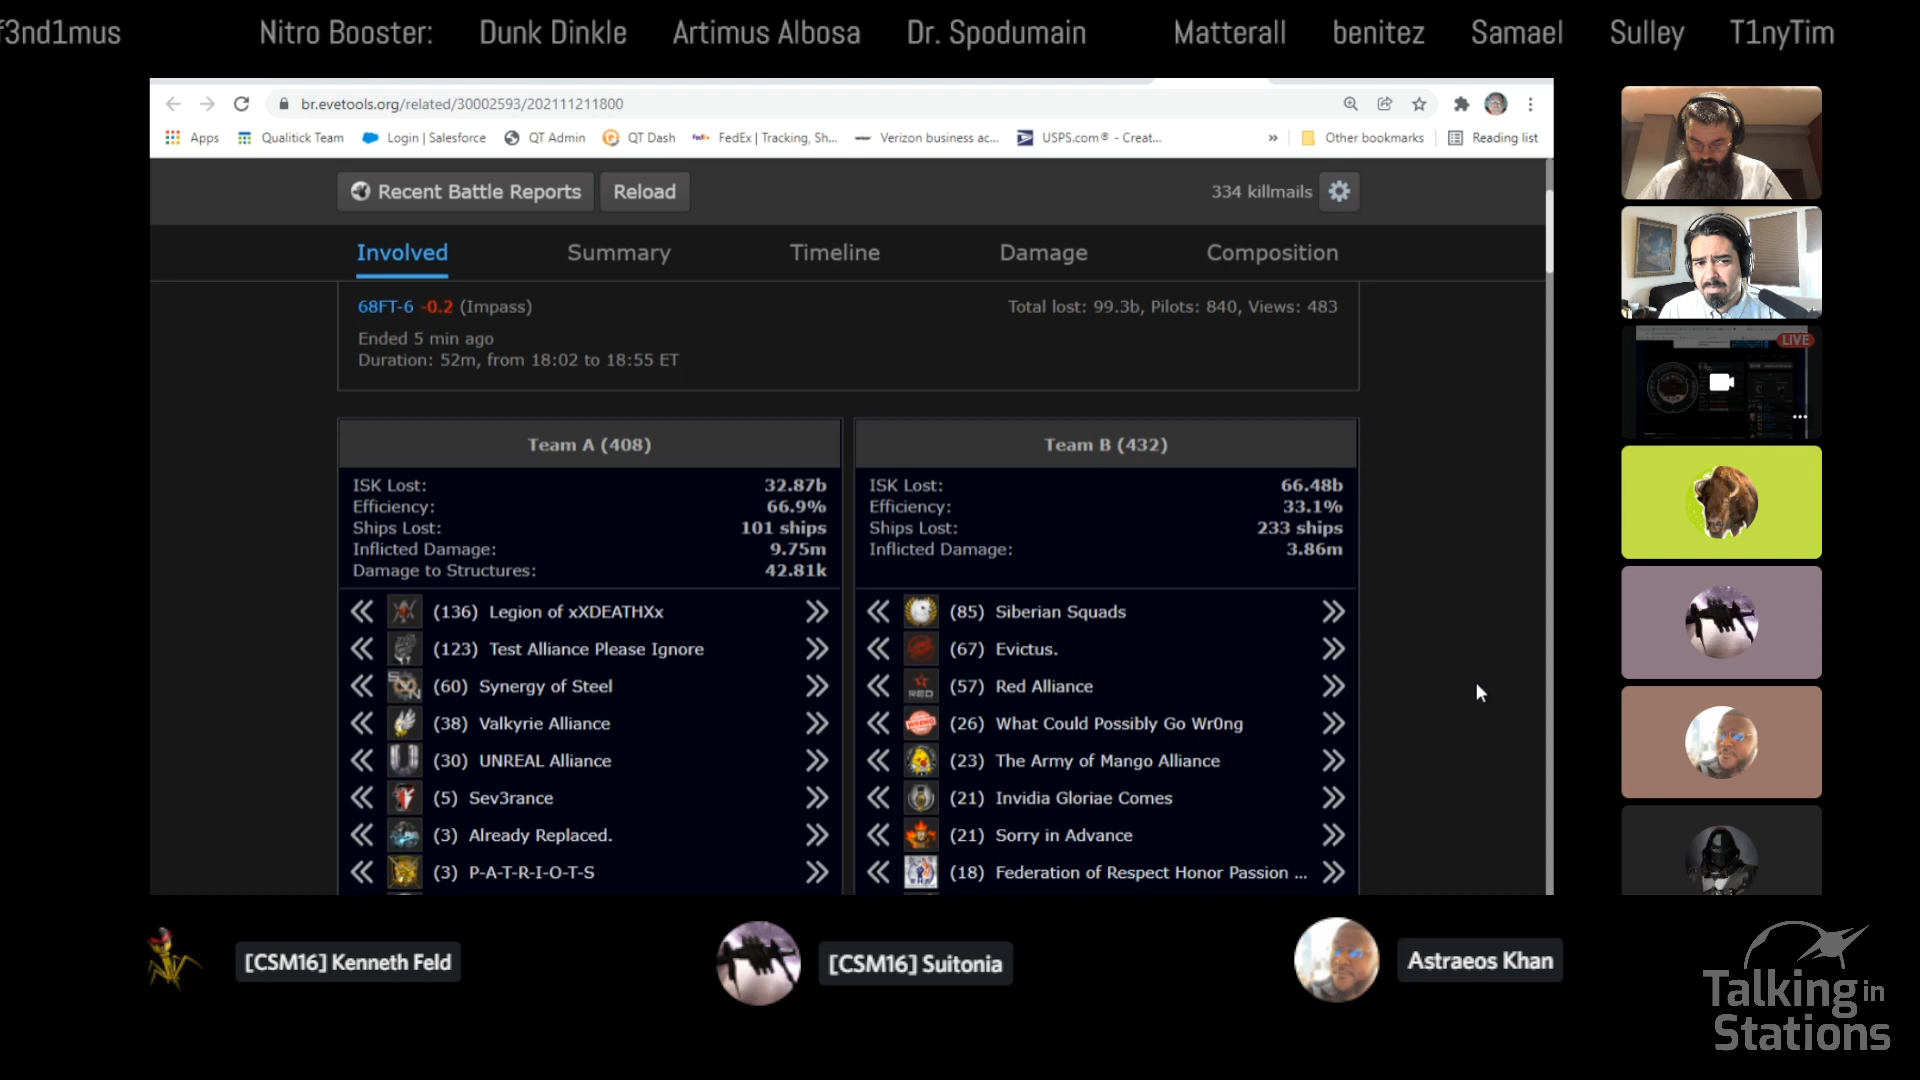 f3nd1mus Nitro Booster: Dunk Dinkle Artimus Albosa Dr. Spodumain Matterall benitez Samael Sulley T1nyTim
br.evetools.org/related/30002593/202111211800
Apps Qualitick Team Login | Salesforce QT Admin QT Dash FedEx | Tracking, Sh... Verizon business ac... USPS.com® - Creat... » Other bookmarks Reading list
Recent Battle Reports Reload 334 killmails
Involved Summary Timeline Damage Composition
68FT-6 -0.2 (Impass) Total lost: 99.3b, Pilots: 840, Views: 483
Ended 5 min ago
Duration: 52m, from 18:02 to 18:55 ET
Team A (408)
ISK Lost: 32.87b
Efficiency: 66.9%
Ships Lost: 101 ships
Inflicted Damage: 9.75m
Damage to Structures: 42.81k
(136) Legion of xXDEATHXx
(123) Test Alliance Please Ignore
(60) Synergy of Steel
(38) Valkyrie Alliance
(30) UNREAL Alliance
(5) Sev3rance
(3) Already Replaced.
(3) P-A-T-R-I-O-T-S
Team B (432)
ISK Lost: 66.48b
Efficiency: 33.1%
Ships Lost: 233 ships
Inflicted Damage: 3.86m
(85) Siberian Squads
(67) Evictus.
RED
(57) Red Alliance
(26) What Could Possibly Go Wr0ng
(23) The Army of Mango Alliance
(21) Invidia Gloriae Comes
(21) Sorry in Advance
(18) Federation of Respect Honor Passion ...
LIVE
[CSM16] Kenneth Feld
[CSM16] Suitonia
Astraeos Khan
Talking in
Stations